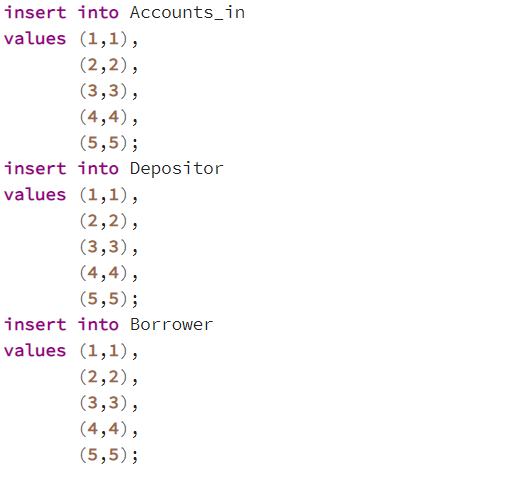 insert into Accounts_in
values (1,1),
(2,2),
(3,3),
(4,4),
(5,5);
insert into Depositor
values (1,1),
(2,2),
(3,3),
(4,4),
(5,5);
insert into Borrower
values (1,1),
(2,2),
(3,3),
(4,4),
(5,5);